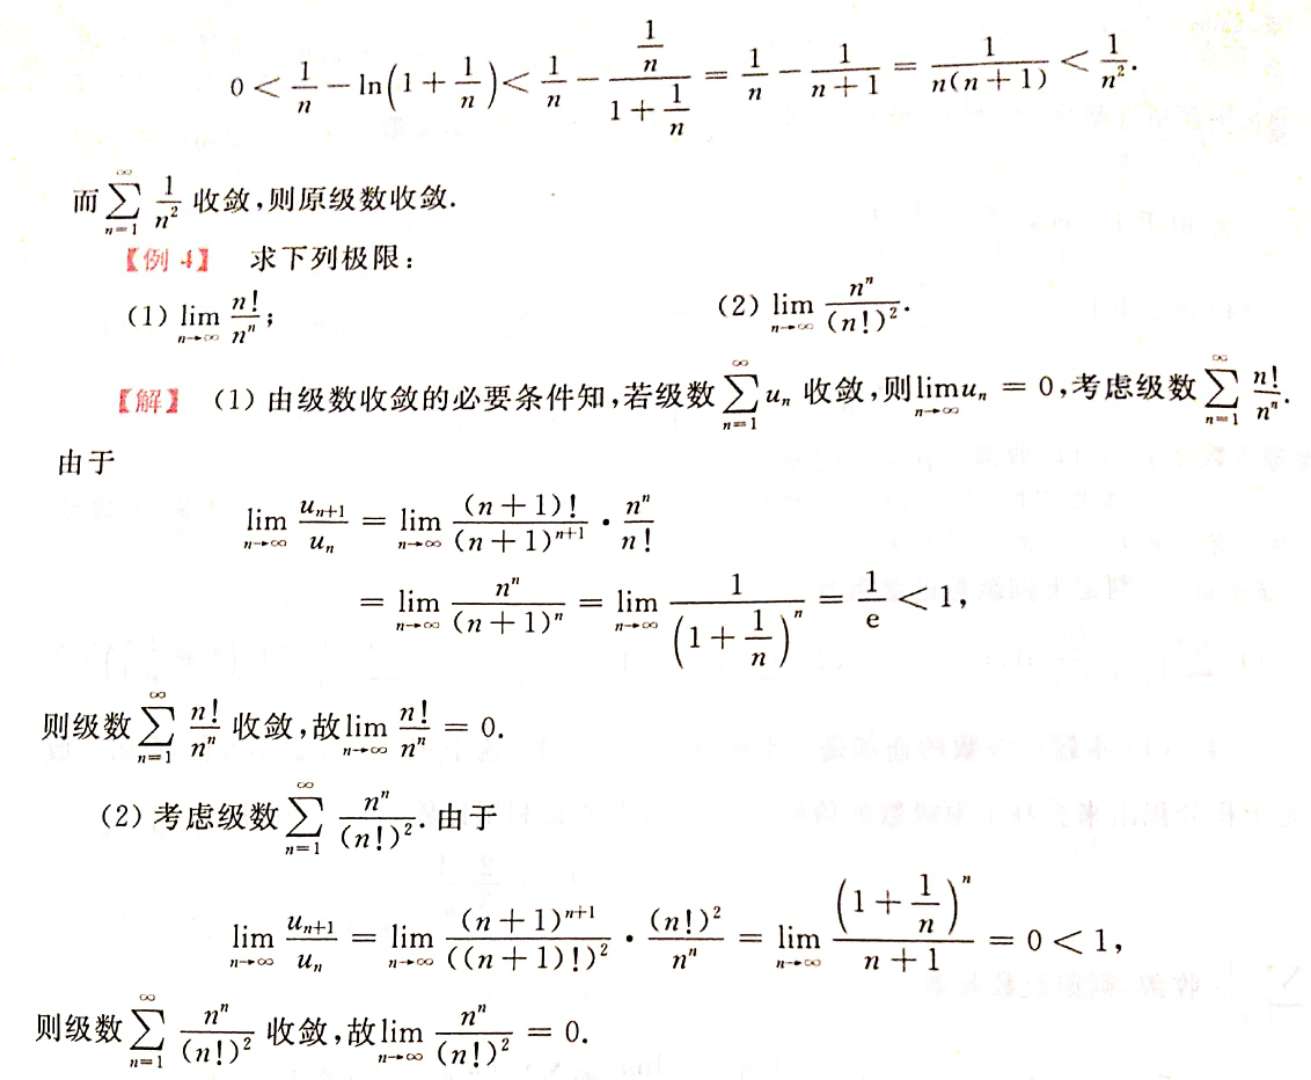 $0 < \frac{1}{n} - \ln\left(1 + \frac{1}{n}\right) < \frac{1}{n} - \frac{\frac{1}{n}}{1 + \frac{1}{n}} = \frac{1}{n} - \frac{1}{n+1} = \frac{1}{n(n+1)} < \frac{1}{n^2}.$
而 $\sum_{n=1}^{\infty} \frac{1}{n^2}$ 收敛,则原级数收敛.
【例 4】 求下列极限:
(1) $\lim_{n\to\infty} \frac{n!}{n^n}$; (2) $\lim_{n\to\infty} \frac{n^n}{(n!)^2}$.
【解】 (1) 由级数收敛的必要条件知,若级数 $\sum_{n=1}^{\infty} u_n$ 收敛,则 $\lim_{n\to\infty} u_n = 0$,考虑级数 $\sum_{n=1}^{\infty} \frac{n!}{n^n}$.
由于
$\lim_{n\to\infty} \frac{u_{n+1}}{u_n} = \lim_{n\to\infty} \frac{(n+1)!}{(n+1)^{n+1}} \cdot \frac{n^n}{n!}$
$= \lim_{n\to\infty} \frac{n^n}{(n+1)^n} = \lim_{n\to\infty} \frac{1}{\left(1 + \frac{1}{n}\right)^n} = \frac{1}{e} < 1,$
则级数 $\sum_{n=1}^{\infty} \frac{n!}{n^n}$ 收敛,故 $\lim_{n\to\infty} \frac{n!}{n^n} = 0$.
(2) 考虑级数 $\sum_{n=1}^{\infty} \frac{n^n}{(n!)^2}$. 由于
$\lim_{n\to\infty} \frac{u_{n+1}}{u_n} = \lim_{n\to\infty} \frac{(n+1)^{n+1}}{((n+1)!)^2} \cdot \frac{(n!)^2}{n^n} = \lim_{n\to\infty} \frac{\left(1 + \frac{1}{n}\right)^n}{n+1} = 0 < 1,$
则级数 $\sum_{n=1}^{\infty} \frac{n^n}{(n!)^2}$ 收敛,故 $\lim_{n\to\infty} \frac{n^n}{(n!)^2} = 0$.